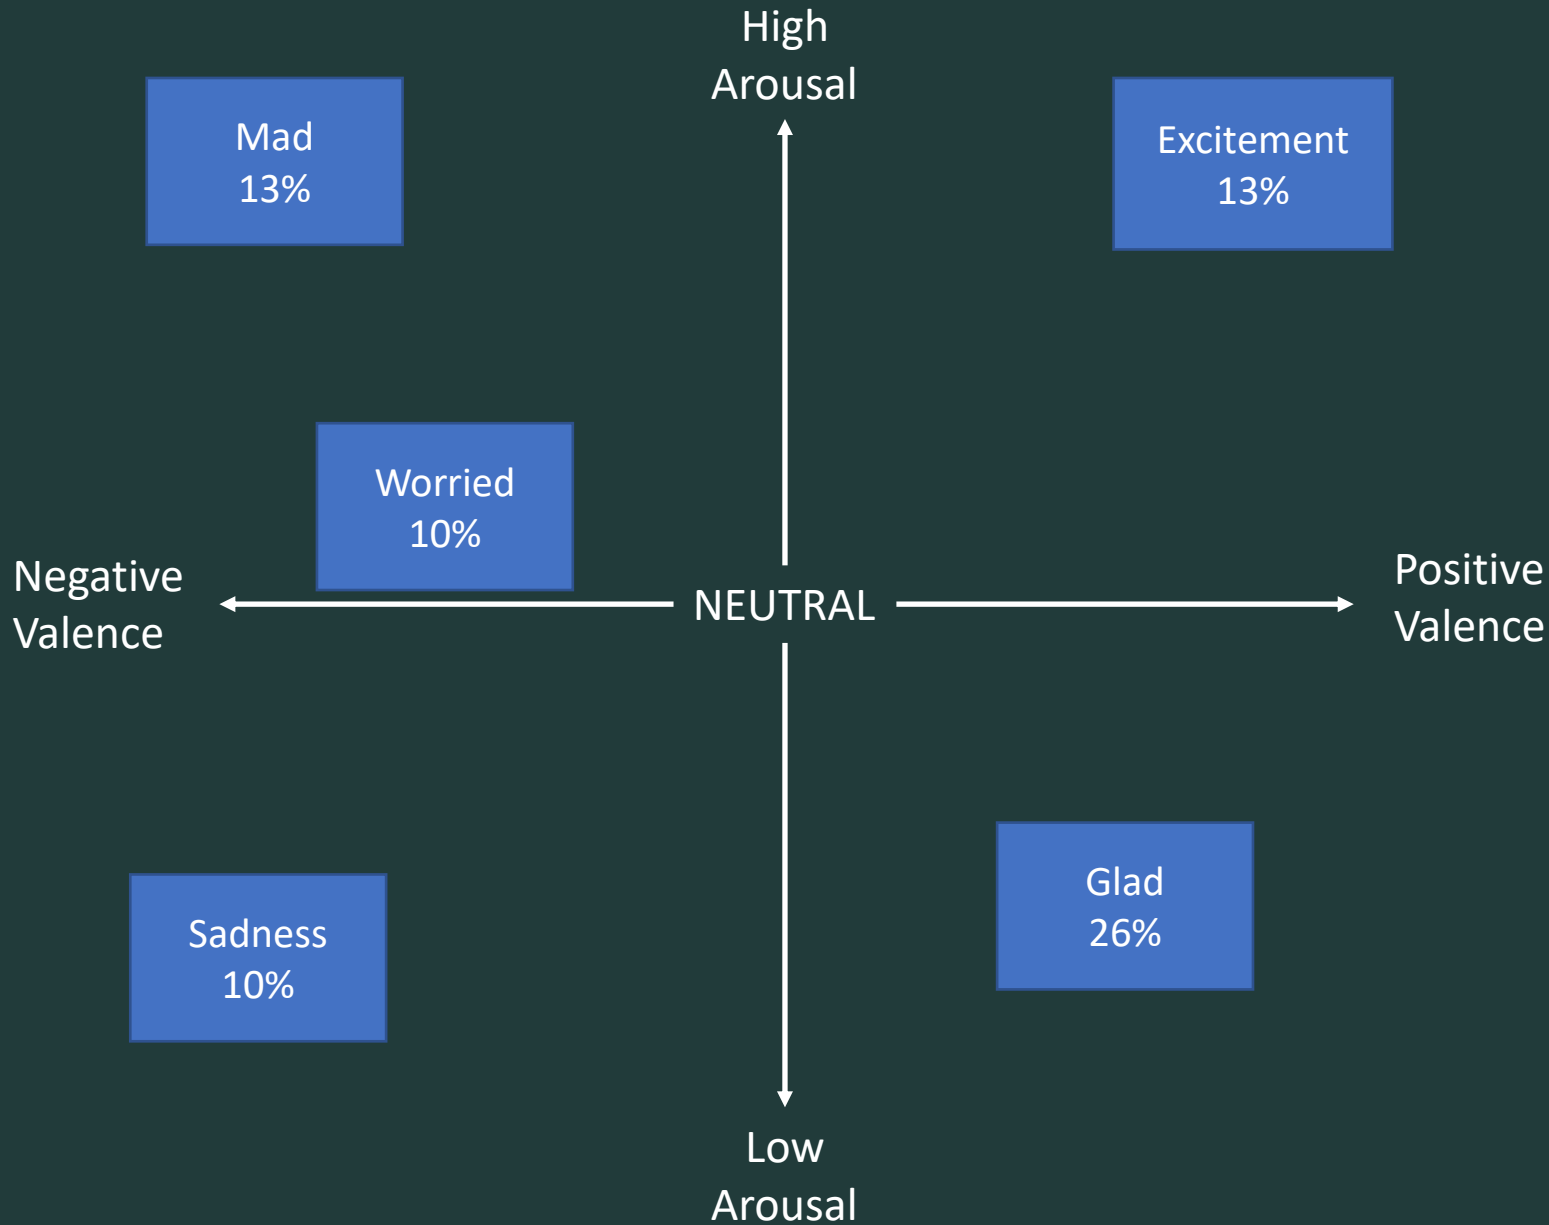 High
Arousal
Mad
13%
Excitement
13%
Worried
10%
Negative
Valence
NEUTRAL
Positive
Valence
Glad
26%
Sadness
10%
Low
Arousal